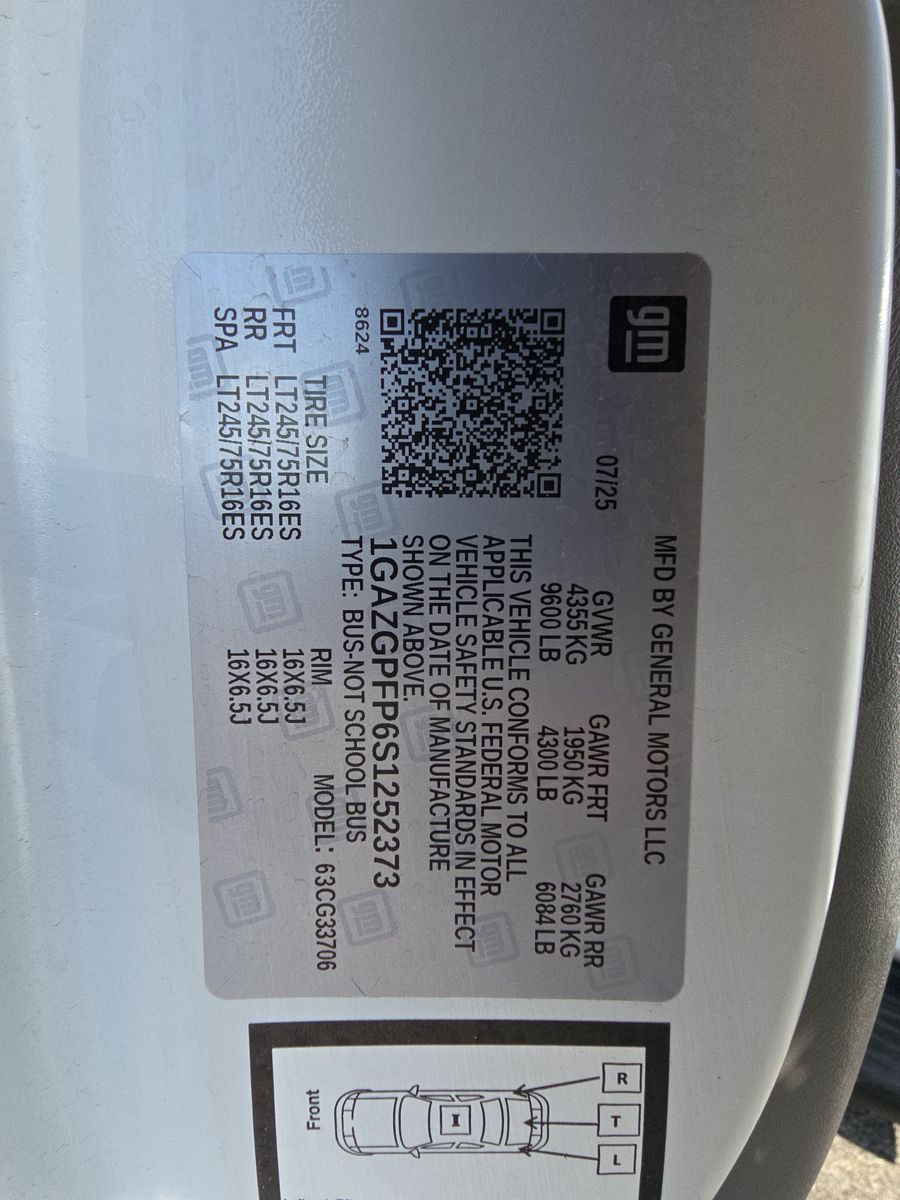 gm
MFD BY GENERAL MOTORS LLC
07/25
GVWR GAWR FRT GAWR RR
4355 KG 1950 KG 2760 KG
9600 LB 4300 LB 6084 LB
THIS VEHICLE CONFORMS TO ALL
APPLICABLE U.S. FEDERAL MOTOR
VEHICLE SAFETY STANDARDS IN EFFECT
ON THE DATE OF MANUFACTURE
SHOWN ABOVE.
8624
1GAZGPFP6S1252373
TYPE: BUS-NOT SCHOOL BUS
TIRE SIZE RIM MODEL: 63CG33706
FRT LT245/75R16ES 16X6.5J
RR LT245/75R16ES 16X6.5J
SPA LT245/75R16ES 16X6.5J
R
T
L
I
Front